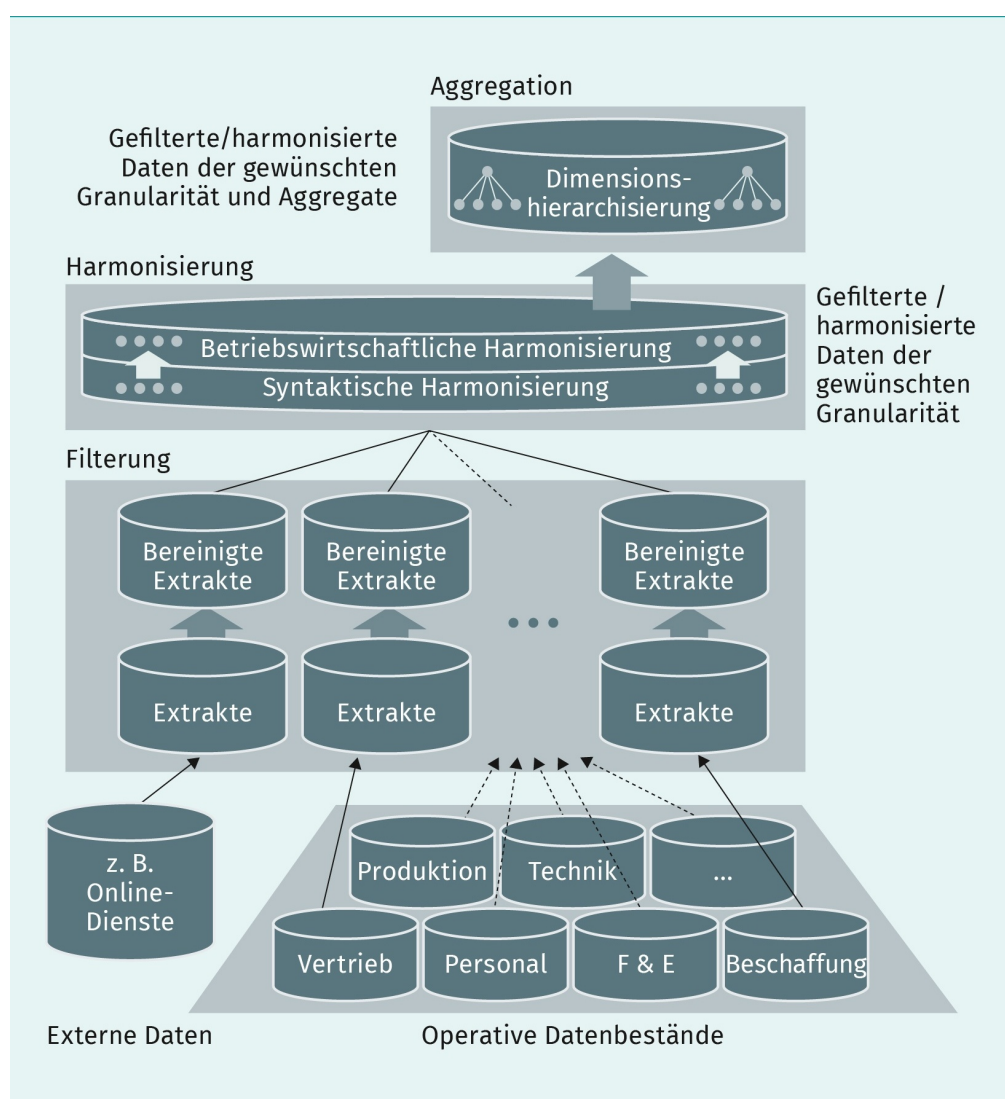 Aggregation
Gefilterte/harmonisierte
Daten der gewünschten
Granularität und Aggregate
Dimensions-
hierarchisierung
Harmonisierung
Betriebswirtschaftliche Harmonisierung
Syntaktische Harmonisierung
Gefilterte /
harmonisierte
Daten der
gewünschten
Granularität
Filterung
Bereinigte
Extrakte
Bereinigte
Extrakte
Bereinigte
Extrakte
Extrakte
Extrakte
Extrakte
z. B.
Online-
Dienste
Produktion
Technik
...
Vertrieb
Personal
F & E
Beschaffung
Externe Daten
Operative Datenbestände